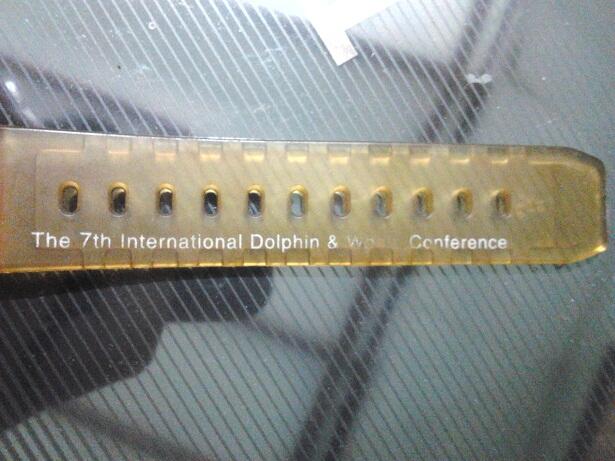 The 7th International Dolphin & Conference